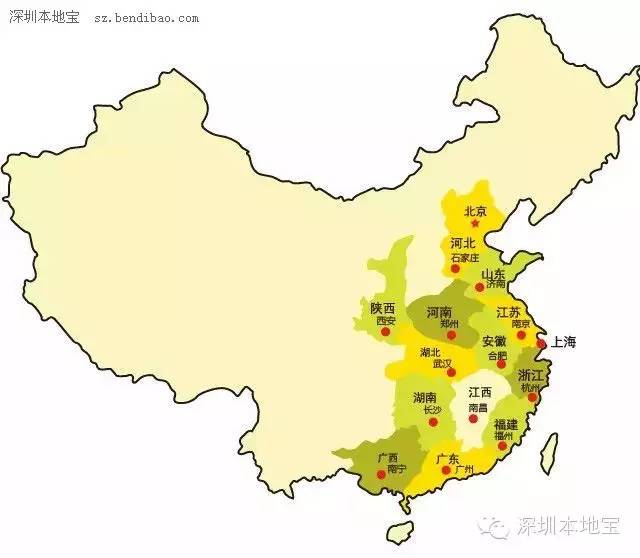 深圳本地宝 sz.bendibao.com
北京
河北
石家庄
山东
济南
陕西
西安
河南
郑州
江苏
南京
上海
安徽
合肥
湖北
武汉
浙江
杭州
湖南
长沙
江西
南昌
福建
福州
广西
南宁
广东
广州
深圳本地宝